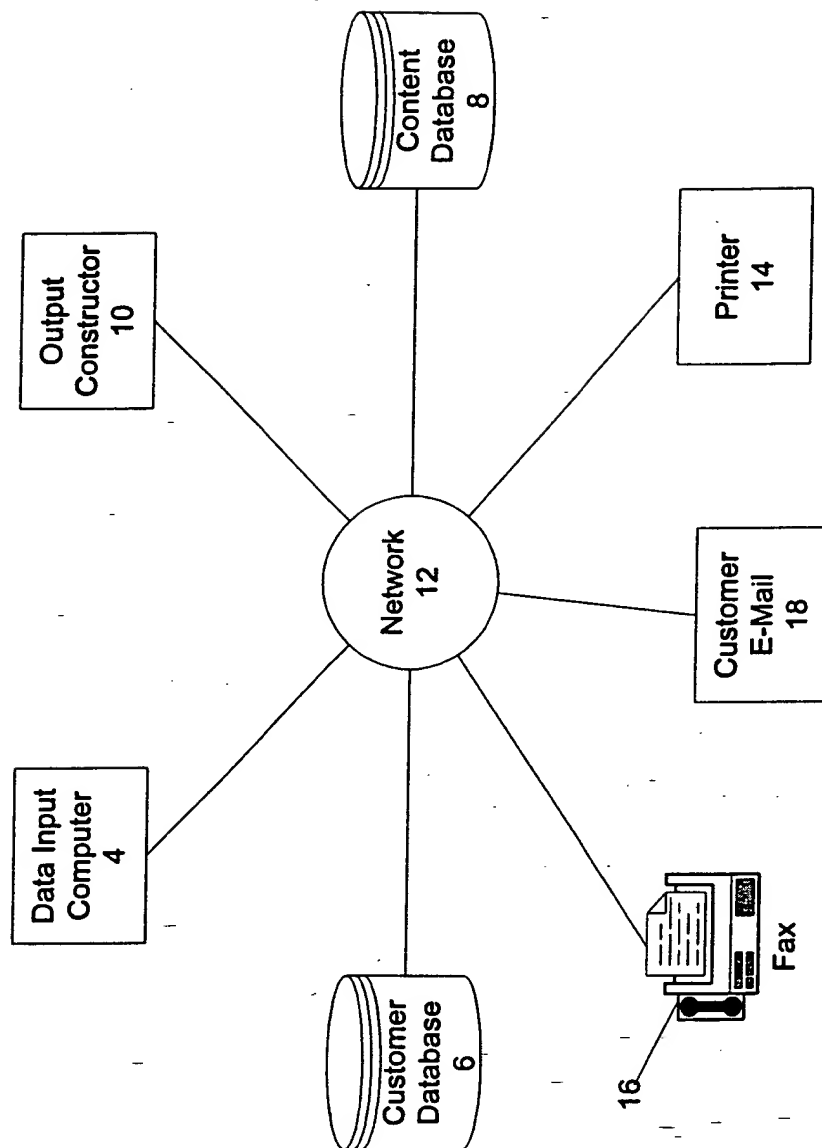 Data Input
Computer
4
Output
Constructor
10
Customer
Database
6
Network
12
Content
Database
8
16
Fax
Customer
E-Mail
18
Printer
14